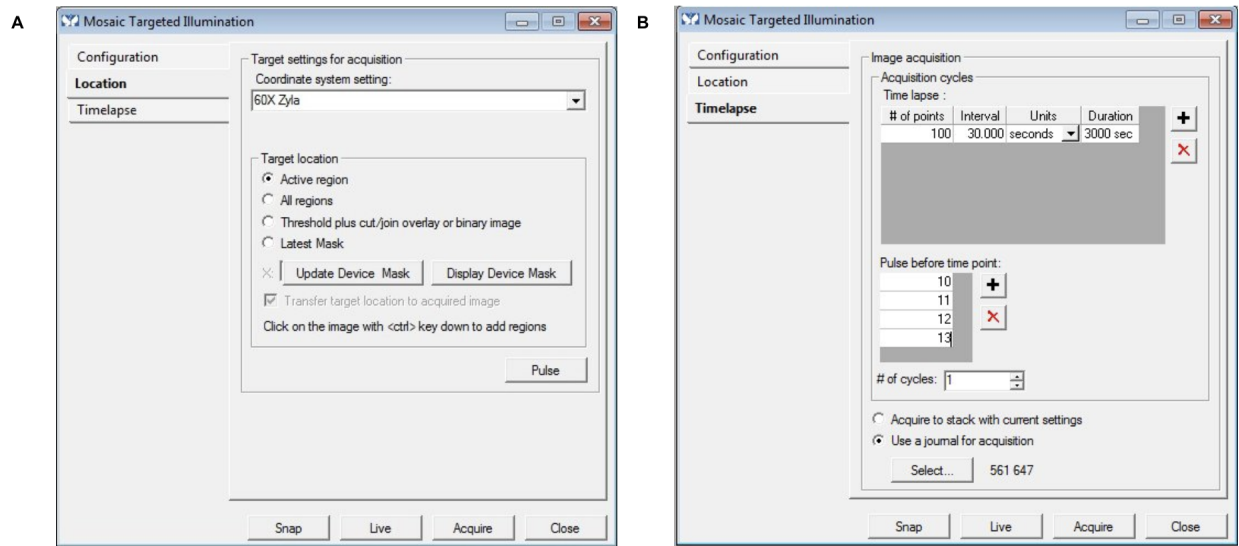 A
Mosaic Targeted Illumination
Configuration
Location
Timelapse
Target settings for acquisition
Coordinate system setting:
60X Zyla
Target location
Active region
All regions
Threshold plus cut/join overlay or binary image
Latest Mask
X: Update Device Mask Display Device Mask
Transfer target location to acquired image
Click on the image with <ctrl> key down to add regions
Pulse
Snap Live Acquire Close
B
Mosaic Targeted Illumination
Configuration
Location
Timelapse
Image acquisition
Acquisition cycles
Time lapse :
# of points Interval Units Duration
100 30.000 seconds 3000 sec
Pulse before time point:
10
11
12
13
# of cycles: 1
Acquire to stack with current settings
Use a journal for acquisition
Select... 561 647
Snap Live Acquire Close